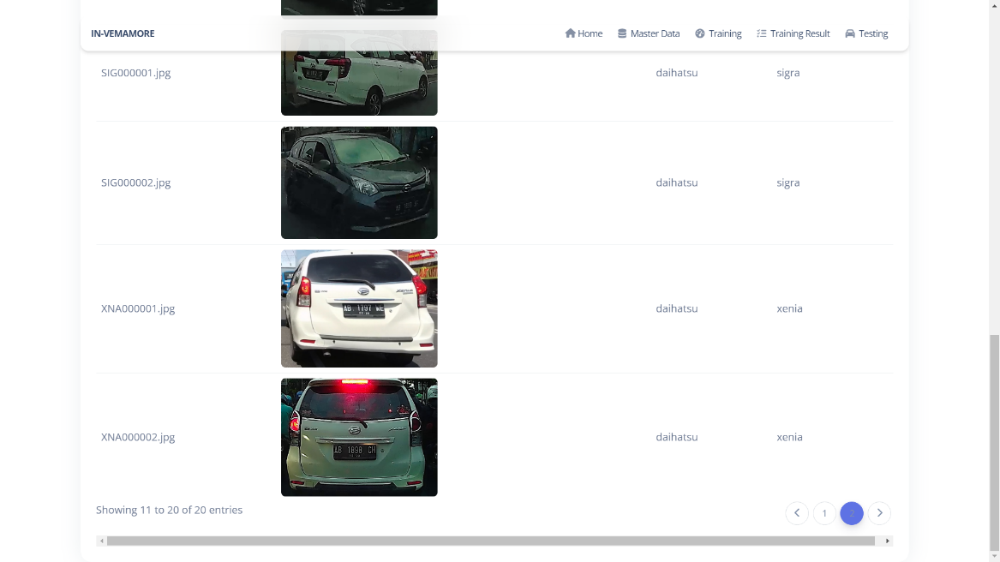 IN-VEMAMORE
Home
Master Data
Training
Training Result
Testing
SIG000001.jpg
daihatsu
sigra
SIG000002.jpg
daihatsu
sigra
XNA000001.jpg
AB 1797 WE
daihatsu
xenia
XNA000002.jpg
AB 1898 CH
daihatsu
xenia
Showing 11 to 20 of 20 entries
1
2